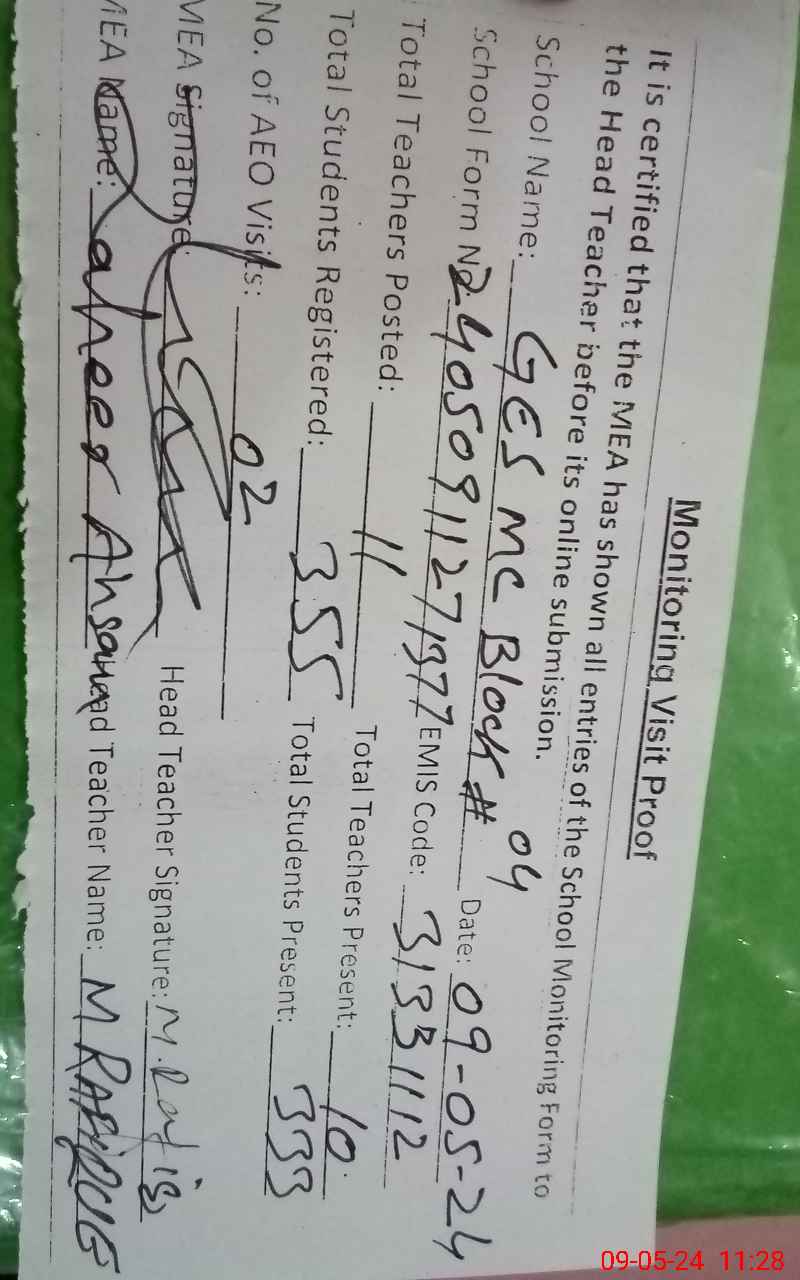 Monitoring Visit Proof
It is certified that the MEA has shown all entries of the School Monitoring Form to
the Head Teacher before its online submission.
School Name: GES MC Block # 04 Date: 09-05-24
School Form No. 24050911271377 EMIS Code: 31331112
Total Teachers Posted: 11 Total Teachers Present: 10
Total Students Registered: 355 Total Students Present: 333
No. of AEO Visits: 02
MEA Signature: Head Teacher Signature: M. Rafiq
MEA Name: Zaheer Ahsan Head Teacher Name: M RAFIQUE
09-05-24 11:28